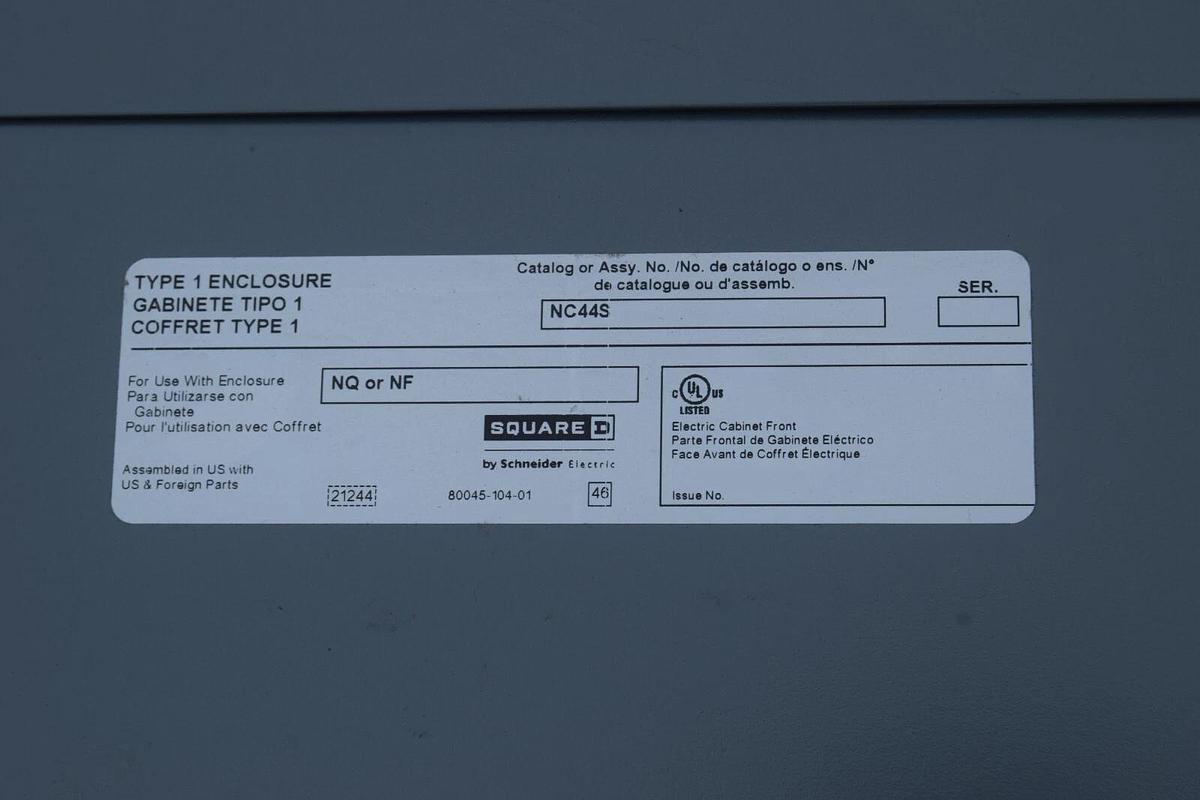 TYPE 1 ENCLOSURE
GABINETE TIPO 1
COFFRET TYPE 1
Catalog or Assy. No. /No. de catálogo o ens. /N°
de catalogue ou d'assemb.
NC44S
SER.
For Use With Enclosure
Para Utilizarse con
Gabinete
Pour l'utilisation avec Coffret
NQ or NF
SQUARE D
by Schneider Electric
Assembled in US with
US & Foreign Parts
21244
80045-104-01
46
C UL US
LISTED
Electric Cabinet Front
Parte Frontal de Gabinete Eléctrico
Face Avant de Coffret Électrique
Issue No.